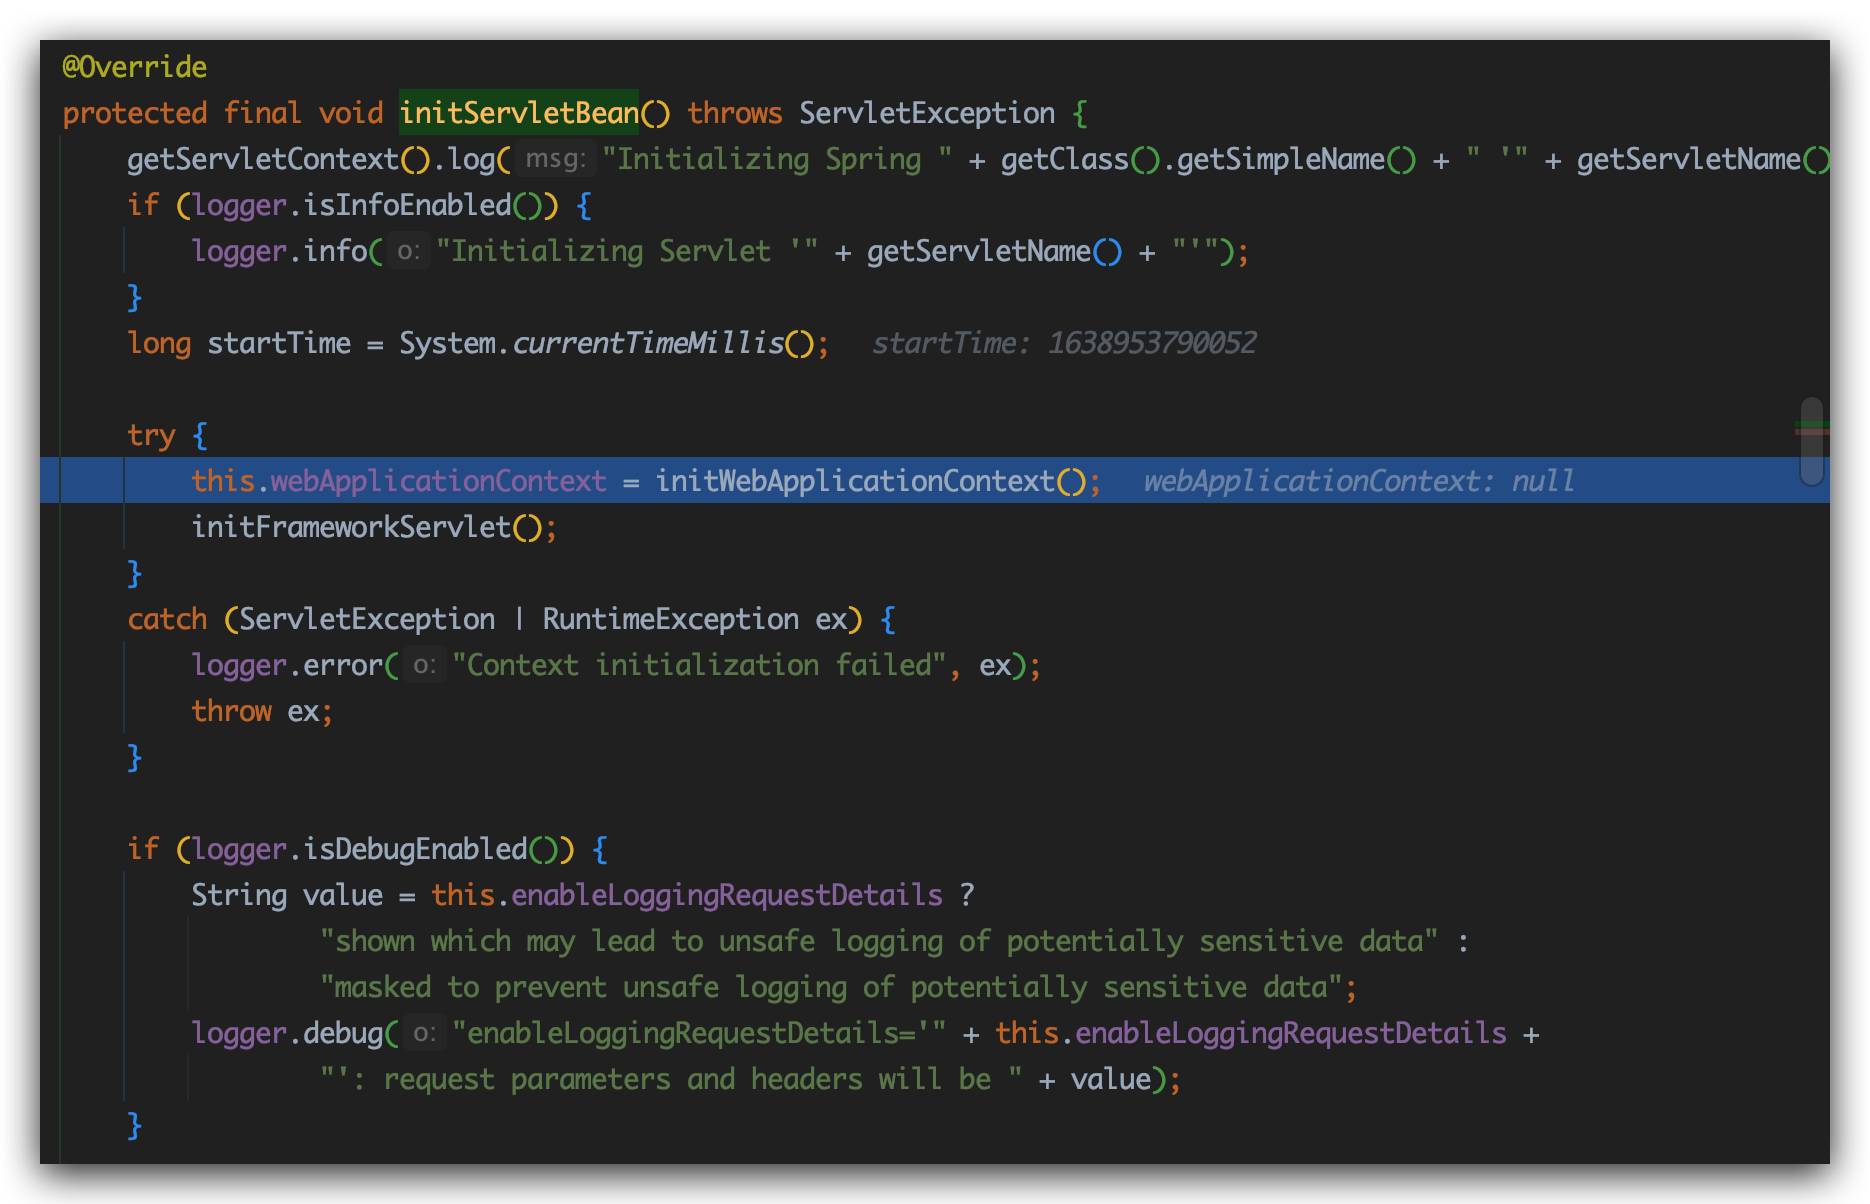 @Override
protected final void initServletBean() throws ServletException {
getServletContext().log( msg: "Initializing Spring " + getClass().getSimpleName() + " '" + getServletName()
if (logger.isInfoEnabled()) {
logger.info( o: "Initializing Servlet '" + getServletName() + "'");
}
long startTime = System.currentTimeMillis(); startTime: 1638953790052
try {
this.webApplicationContext = initWebApplicationContext(); webApplicationContext: null
initFrameworkServlet();
}
catch (ServletException | RuntimeException ex) {
logger.error( o: "Context initialization failed", ex);
throw ex;
}
if (logger.isDebugEnabled()) {
String value = this.enableLoggingRequestDetails ?
"shown which may lead to unsafe logging of potentially sensitive data" :
"masked to prevent unsafe logging of potentially sensitive data";
logger.debug( o: "enableLoggingRequestDetails='" + this.enableLoggingRequestDetails +
"': request parameters and headers will be " + value);
}